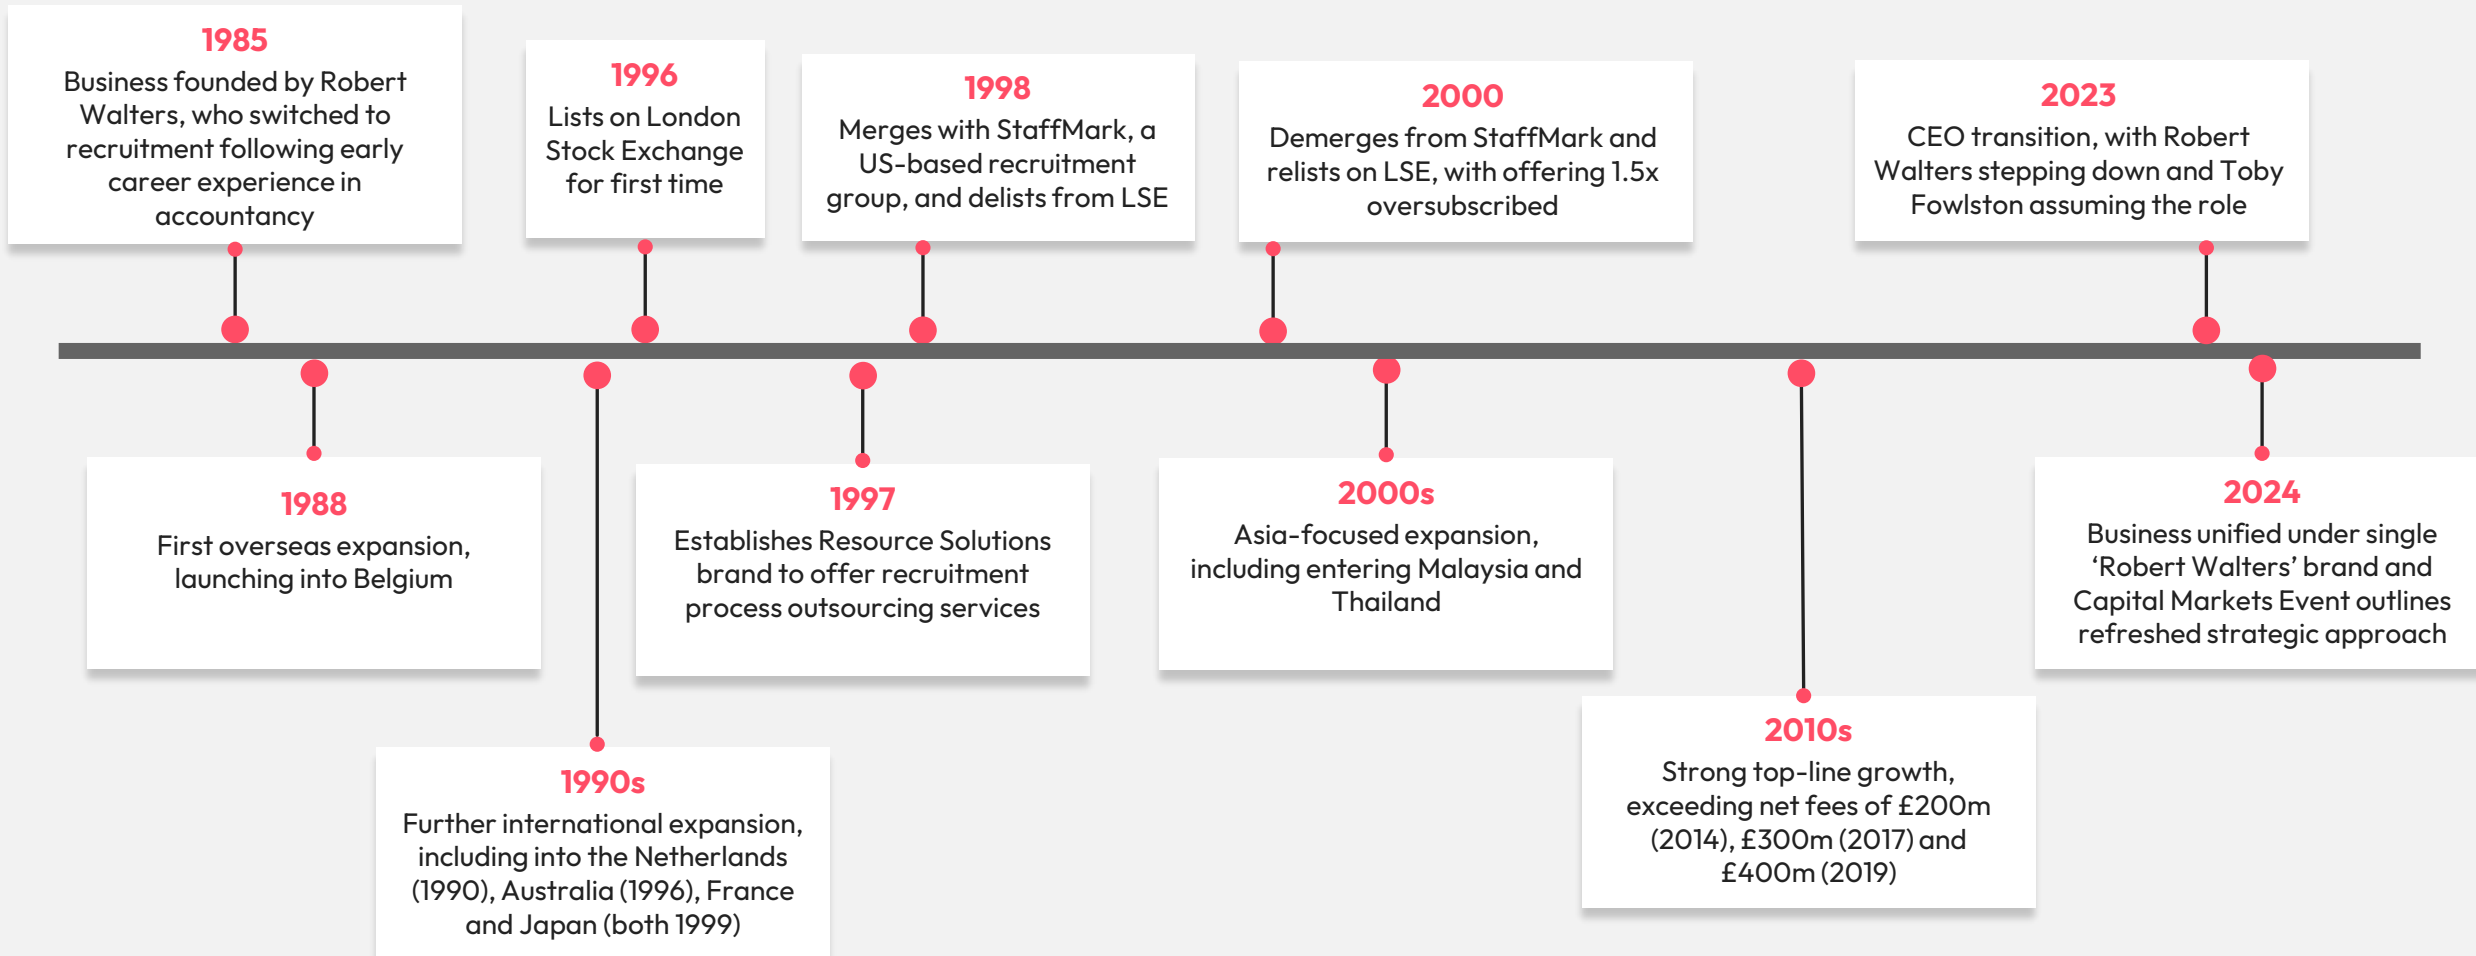 1985
Business founded by Robert
Walters, who switched to
recruitment following early
career experience in
accountancy
1996
Lists on London
Stock Exchange
for first time
1998
Merges with StaffMark, a
US-based recruitment
group, and delists from LSE
2000
Demerges from StaffMark and
relists on LSE, with offering 1.5x
oversubscribed
2023
CEO transition, with Robert
Walters stepping down and Toby
Fowlston assuming the role
1988
First overseas expansion,
launching into Belgium
1990s
Further international expansion,
including into the Netherlands
(1990), Australia (1996), France
and Japan (both 1999)
1997
Establishes Resource Solutions
brand to offer recruitment
process outsourcing services
2000s
Asia-focused expansion,
including entering Malaysia and
Thailand
2010s
Strong top-line growth,
exceeding net fees of £200m
(2014), £300m (2017) and
£400m (2019)
2024
Business unified under single
‘Robert Walters’ brand and
Capital Markets Event outlines
refreshed strategic approach